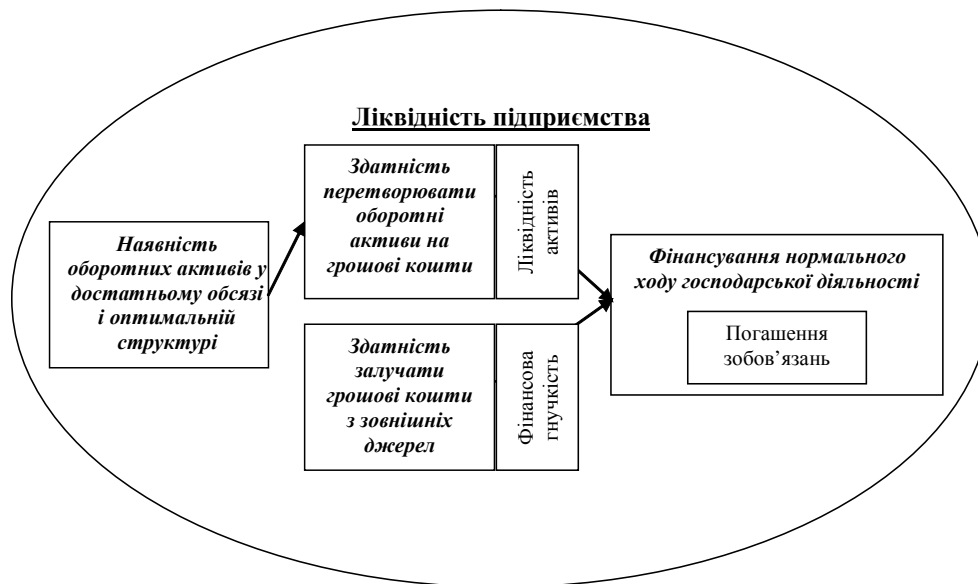 Ліквідність підприємства
Наявність
оборотних активів у
достатньому обсязі
і оптимальній
структурі
Здатність
перетворювати
оборотні
активи на
грошові кошти
Ліквідність
активів
Здатність
залучати
грошові кошти
з зовнішніх
джерел
Фінансова
гнучкість
Фінансування нормального
ходу господарської діяльності
Погашення
зобов’язань